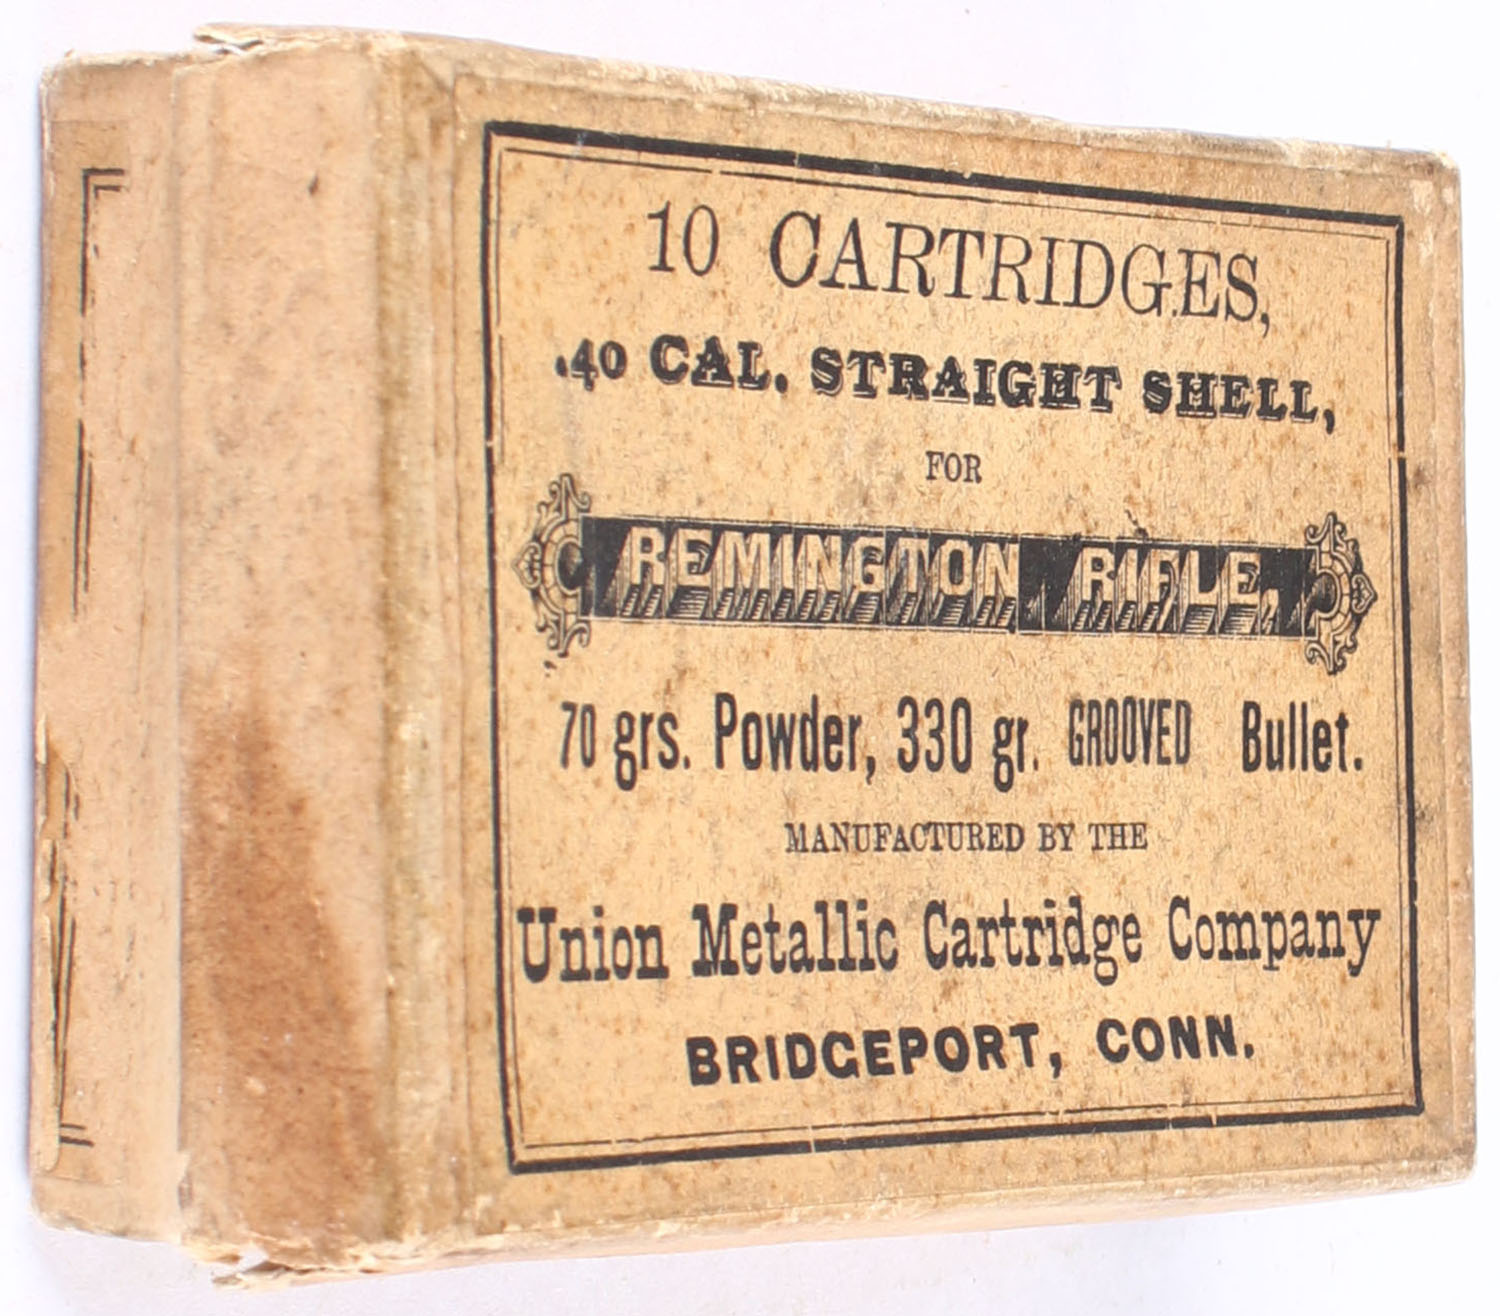 10 CARTRIDGES,
.40 CAL. STRAIGHT SHELL,
FOR
REMINGTON RIFLE,
70 grs. Powder, 330 gr. GROOVED Bullet.
MANUFACTURED BY THE
Union Metallic Cartridge Company
BRIDGEPORT, CONN.